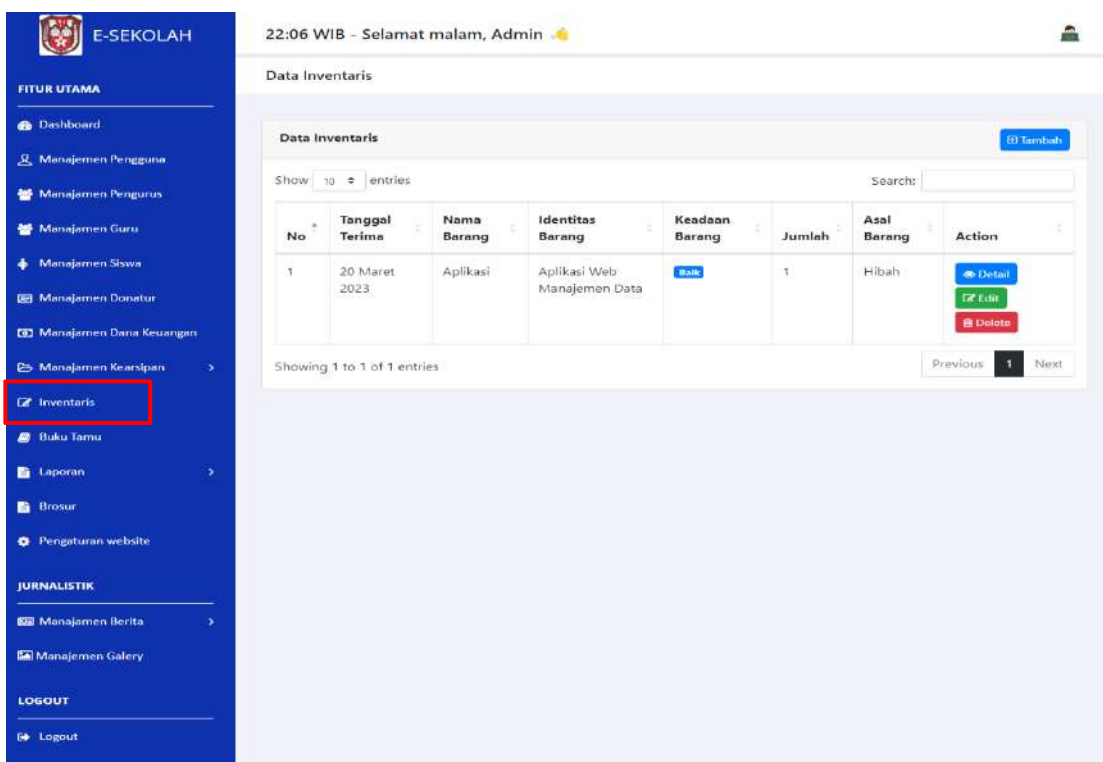 E-SEKOLAH
22:06 WIB - Selamat malam, Admin
FITUR UTAMA
Dashboard
Manajemen Pengguna
Manajemen Pengurus
Manajemen Guru
Manajemen Siswa
Manajemen Donatur
Manajamen Dana Keuangan
Manajamen Kearsipan
Inventaris
Buku Tamu
Laporan
Brosur
Pengaturan website
JURNALISTIK
Manajamen Berita
Manajemen Galery
LOGOUT
Logout
Data Inventaris
Data Inventaris
Tambah
Show 10 entries
Search:
No Tanggal Terima Nama Barang Identitas Barang Keadaan Barang Jumlah Asal Barang Action
1 20 Maret 2023 Aplikasi Aplikasi Web Manajemen Data Baik 1 Hibah
Detail
Edit
Delete
Showing 1 to 1 of 1 entries
Previous 1 Next